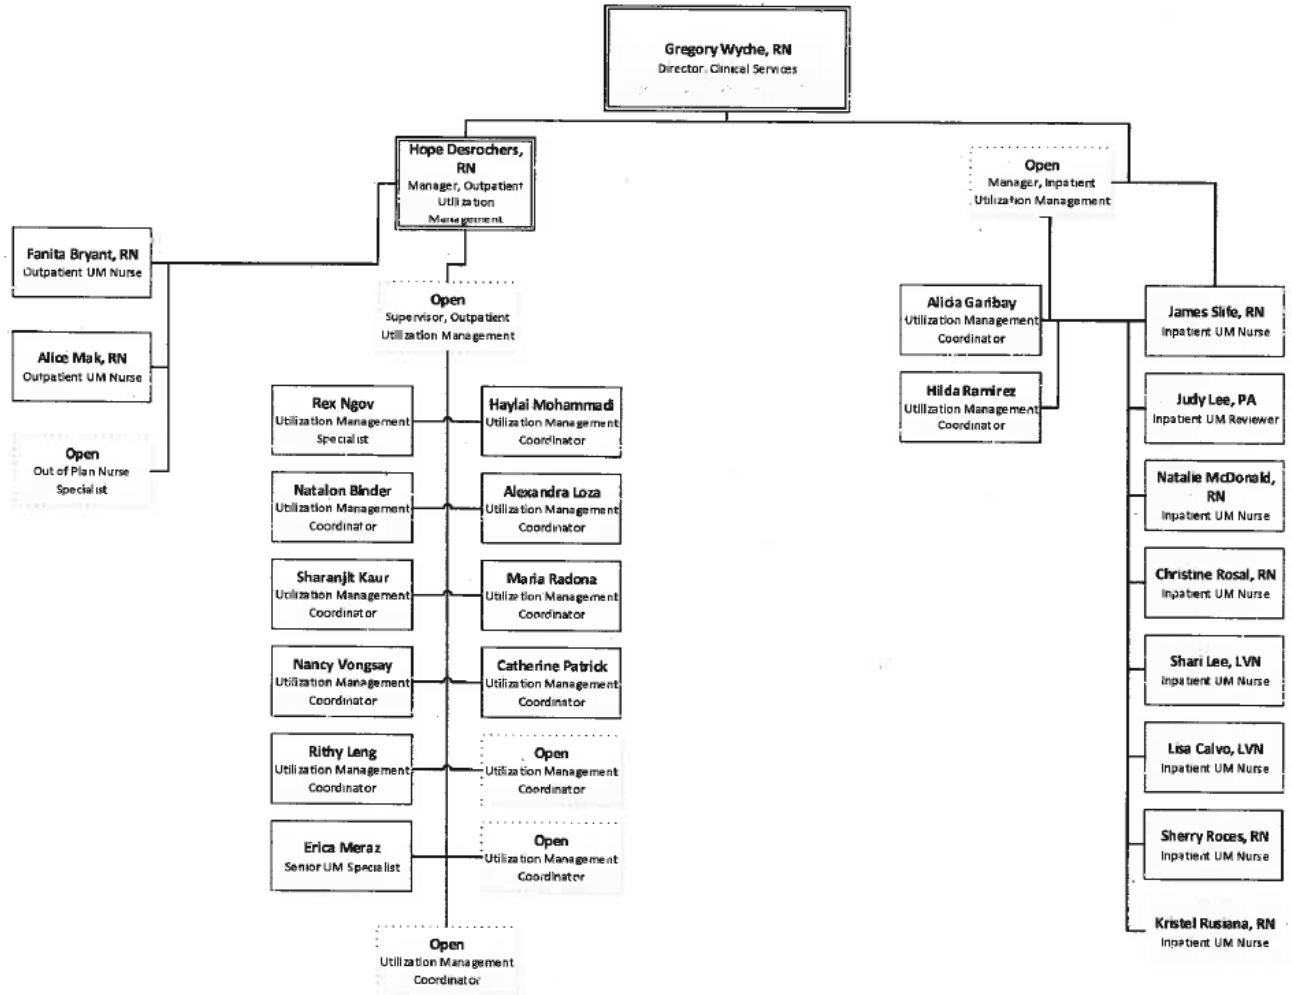 Gregory Wyche, RN
Director, Clinical Services
Hope Desrochers,
RN
Manager, Outpatient
Utilization
Management
Open
Manager, Inpatient
Utilization Management
Fanita Bryant, RN
Outpatient UM Nurse
Alice Mak, RN
Outpatient UM Nurse
Open
Out of Plan Nurse
Specialist
Open
Supervisor, Outpatient
Utilization Management
Rex Ngov
Utilization Management
Specialist
Haylai Mohammadi
Utilization Management
Coordinator
Natalon Binder
Utilization Management
Coordinator
Alexandra Loza
Utilization Management
Coordinator
Sharanjit Kaur
Utilization Management
Coordinator
Maria Radona
Utilization Management
Coordinator
Nancy Vongsay
Utilization Management
Coordinator
Catherine Patrick
Utilization Management
Coordinator
Rithy Leng
Utilization Management
Coordinator
Open
Utilization Management
Coordinator
Erica Meraz
Senior UM Specialist
Open
Utilization Management
Coordinator
Open
Utilization Management
Coordinator
Alicia Garibay
Utilization Management
Coordinator
Hilda Ramirez
Utilization Management
Coordinator
James Slife, RN
Inpatient UM Nurse
Judy Lee, PA
Inpatient UM Reviewer
Natalie McDonald,
RN
Inpatient UM Nurse
Christine Rosal, RN
Inpatient UM Nurse
Shari Lee, LVN
Inpatient UM Nurse
Lisa Calvo, LVN
Inpatient UM Nurse
Sherry Roces, RN
Inpatient UM Nurse
Kristel Rusiana, RN
Inpatient UM Nurse